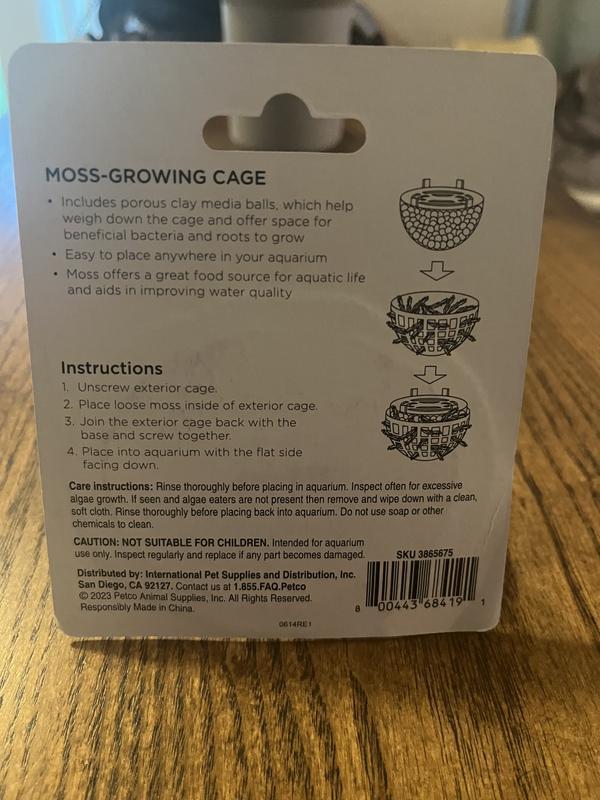 MOSS-GROWING CAGE
• Includes porous clay media balls, which help
weigh down the cage and offer space for
beneficial bacteria and roots to grow
• Easy to place anywhere in your aquarium
• Moss offers a great food source for aquatic life
and aids in improving water quality
Instructions
1. Unscrew exterior cage.
2. Place loose moss inside of exterior cage.
3. Join the exterior cage back with the
base and screw together.
4. Place into aquarium with the flat side
facing down.
Care instructions: Rinse thoroughly before placing in aquarium. Inspect often for excessive
algae growth. If seen and algae eaters are not present then remove and wipe down with a clean,
soft cloth. Rinse thoroughly before placing back into aquarium. Do not use soap or other
chemicals to clean.
CAUTION: NOT SUITABLE FOR CHILDREN. Intended for aquarium
use only. Inspect regularly and replace if any part becomes damaged.
Distributed by: International Pet Supplies and Distribution, Inc.
San Diego, CA 92127. Contact us at 1.855.FAQ.Petco
© 2023 Petco Animal Supplies, Inc. All Rights Reserved.
Responsibly Made in China.
SKU 3865675
8 00443 68419 1
0614RE1